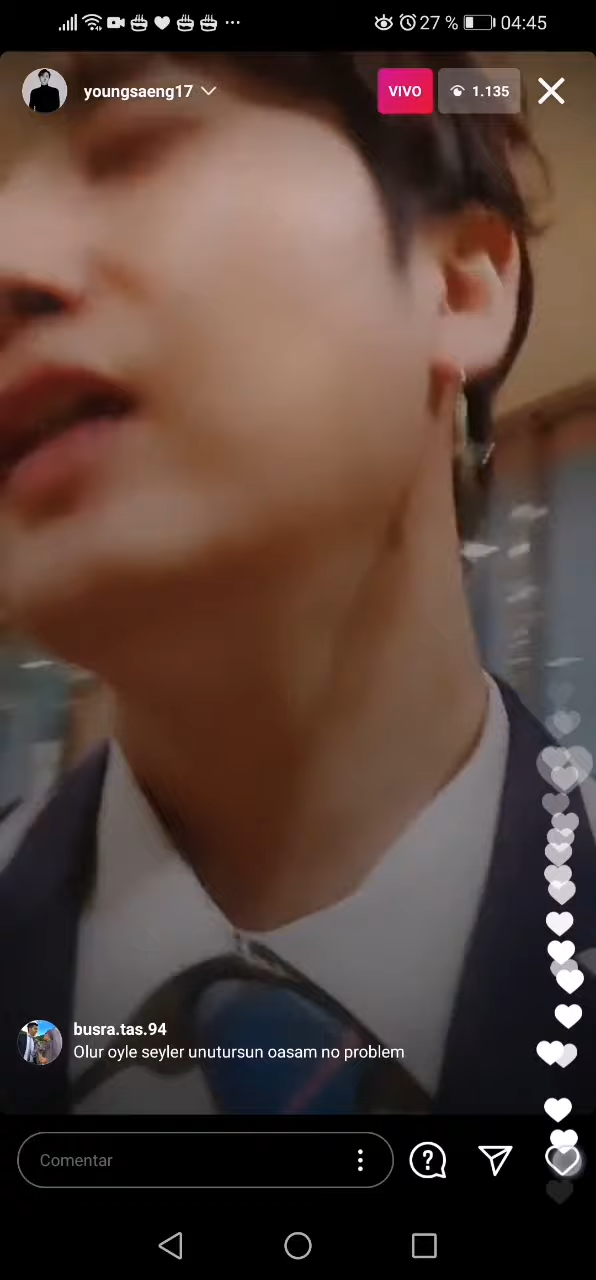 27 % 04:45
youngsaeng17 VIVO 1.135
busra.tas.94
Olur oyle seyler unutursun oasam no problem
Comentar